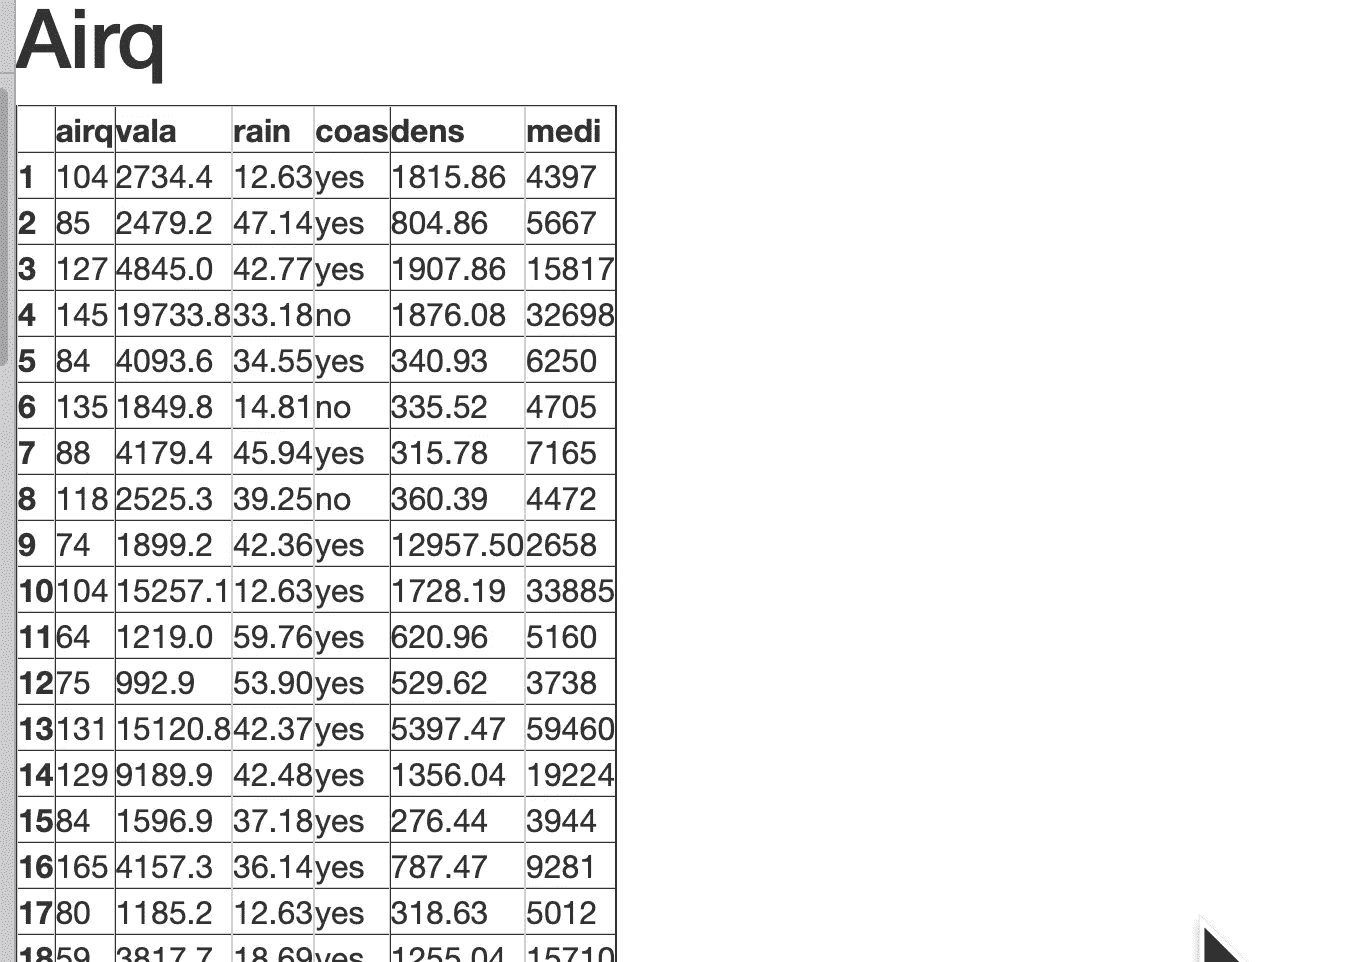 Airq
airq vala rain coas dens medi
1 104 2734.4 12.63 yes 1815.86 4397
2 85 2479.2 47.14 yes 804.86 5667
3 127 4845.0 42.77 yes 1907.86 15817
4 145 19733.8 33.18 no 1876.08 32698
5 84 4093.6 34.55 yes 340.93 6250
6 135 1849.8 14.81 no 335.52 4705
7 88 4179.4 45.94 yes 315.78 7165
8 118 2525.3 39.25 no 360.39 4472
9 74 1899.2 42.36 yes 12957.50 2658
10 104 15257.1 12.63 yes 1728.19 33885
11 64 1219.0 59.76 yes 620.96 5160
12 75 992.9 53.90 yes 529.62 3738
13 131 15120.8 42.37 yes 5397.47 59460
14 129 9189.9 42.48 yes 1356.04 19224
15 84 1596.9 37.18 yes 276.44 3944
16 165 4157.3 36.14 yes 787.47 9281
17 80 1185.2 12.63 yes 318.63 5012
18 59 3817.7 18.69 yes 1255.04 15710